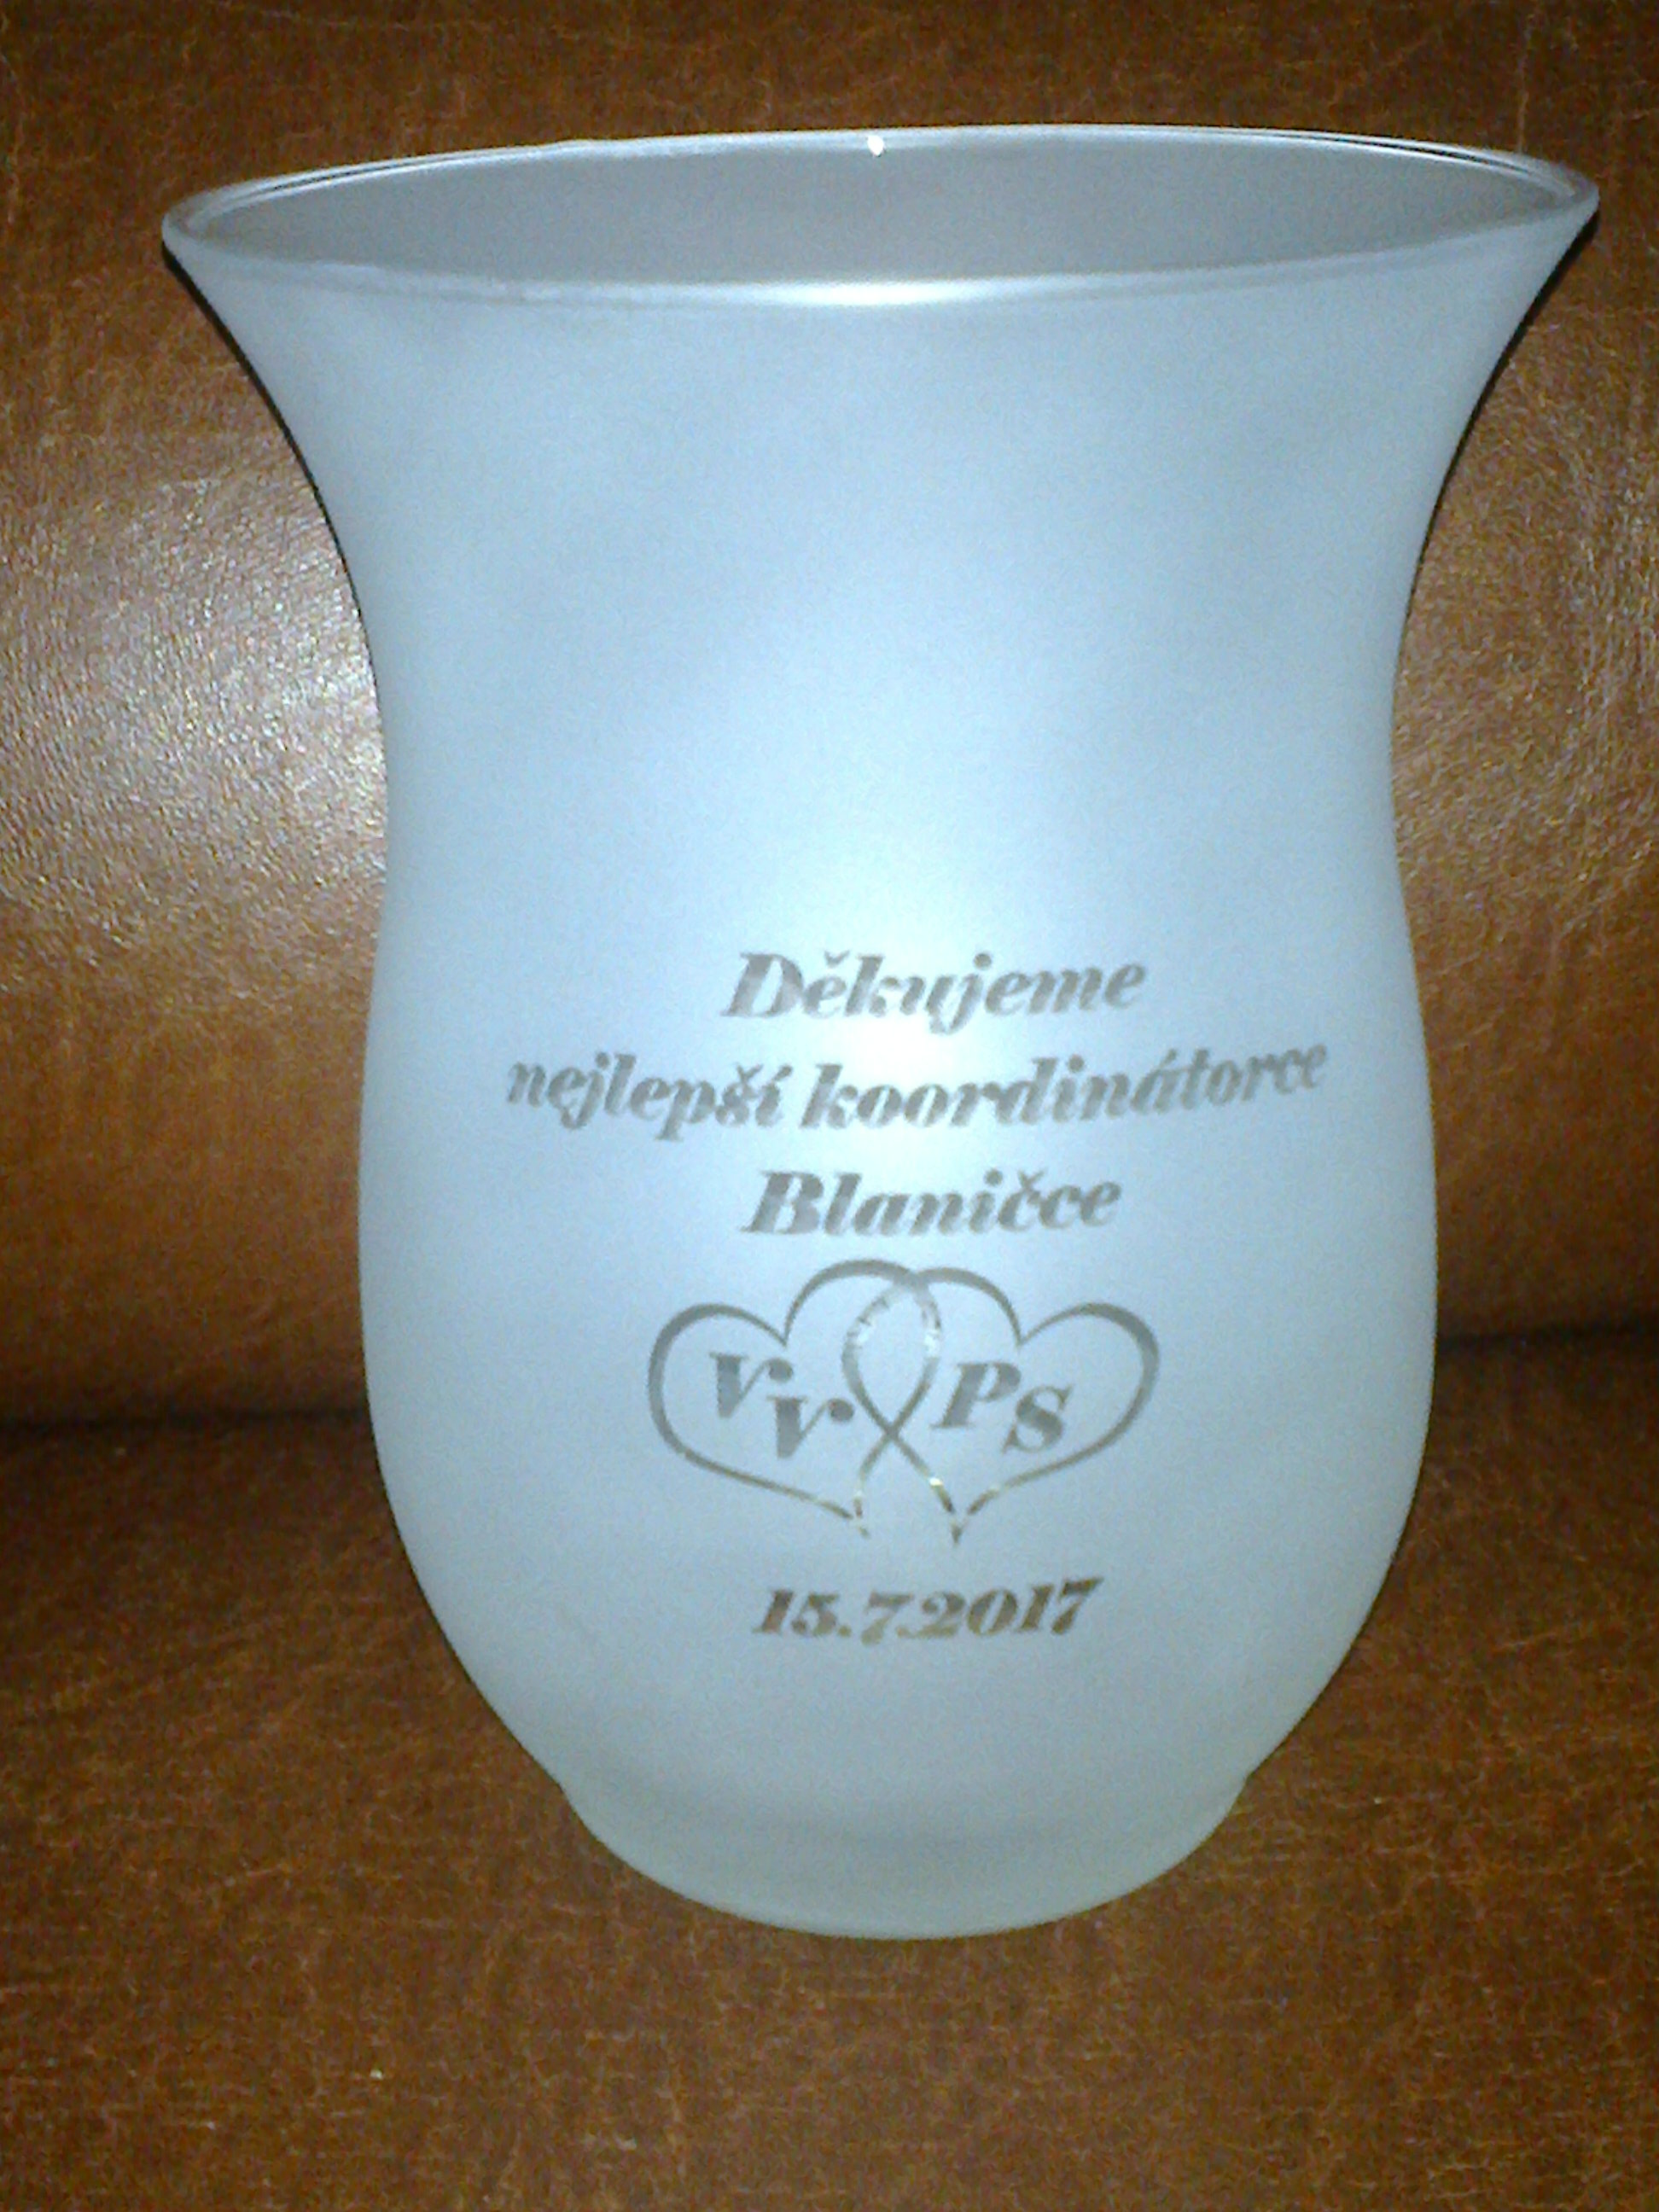 Děkujeme
nejlepší koordinátorce
Blaničce
VV PS
15.7.2017